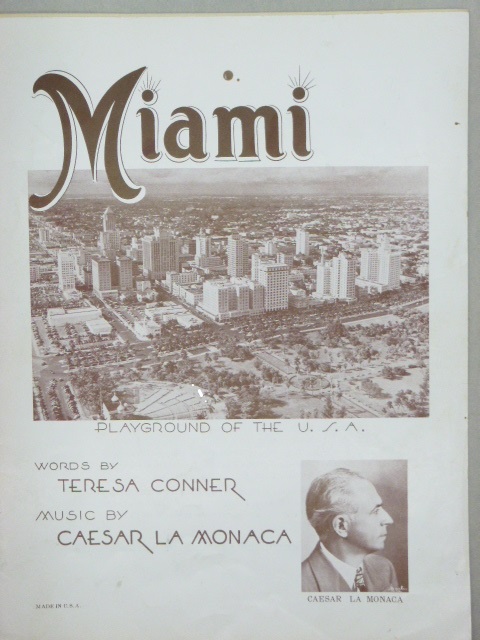 Miami
PLAYGROUND OF THE U.S.A.
WORDS BY
TERESA CONNER
MUSIC BY
CAESAR LA MONACA
CAESAR LA MONACA
MADE IN U.S.A.